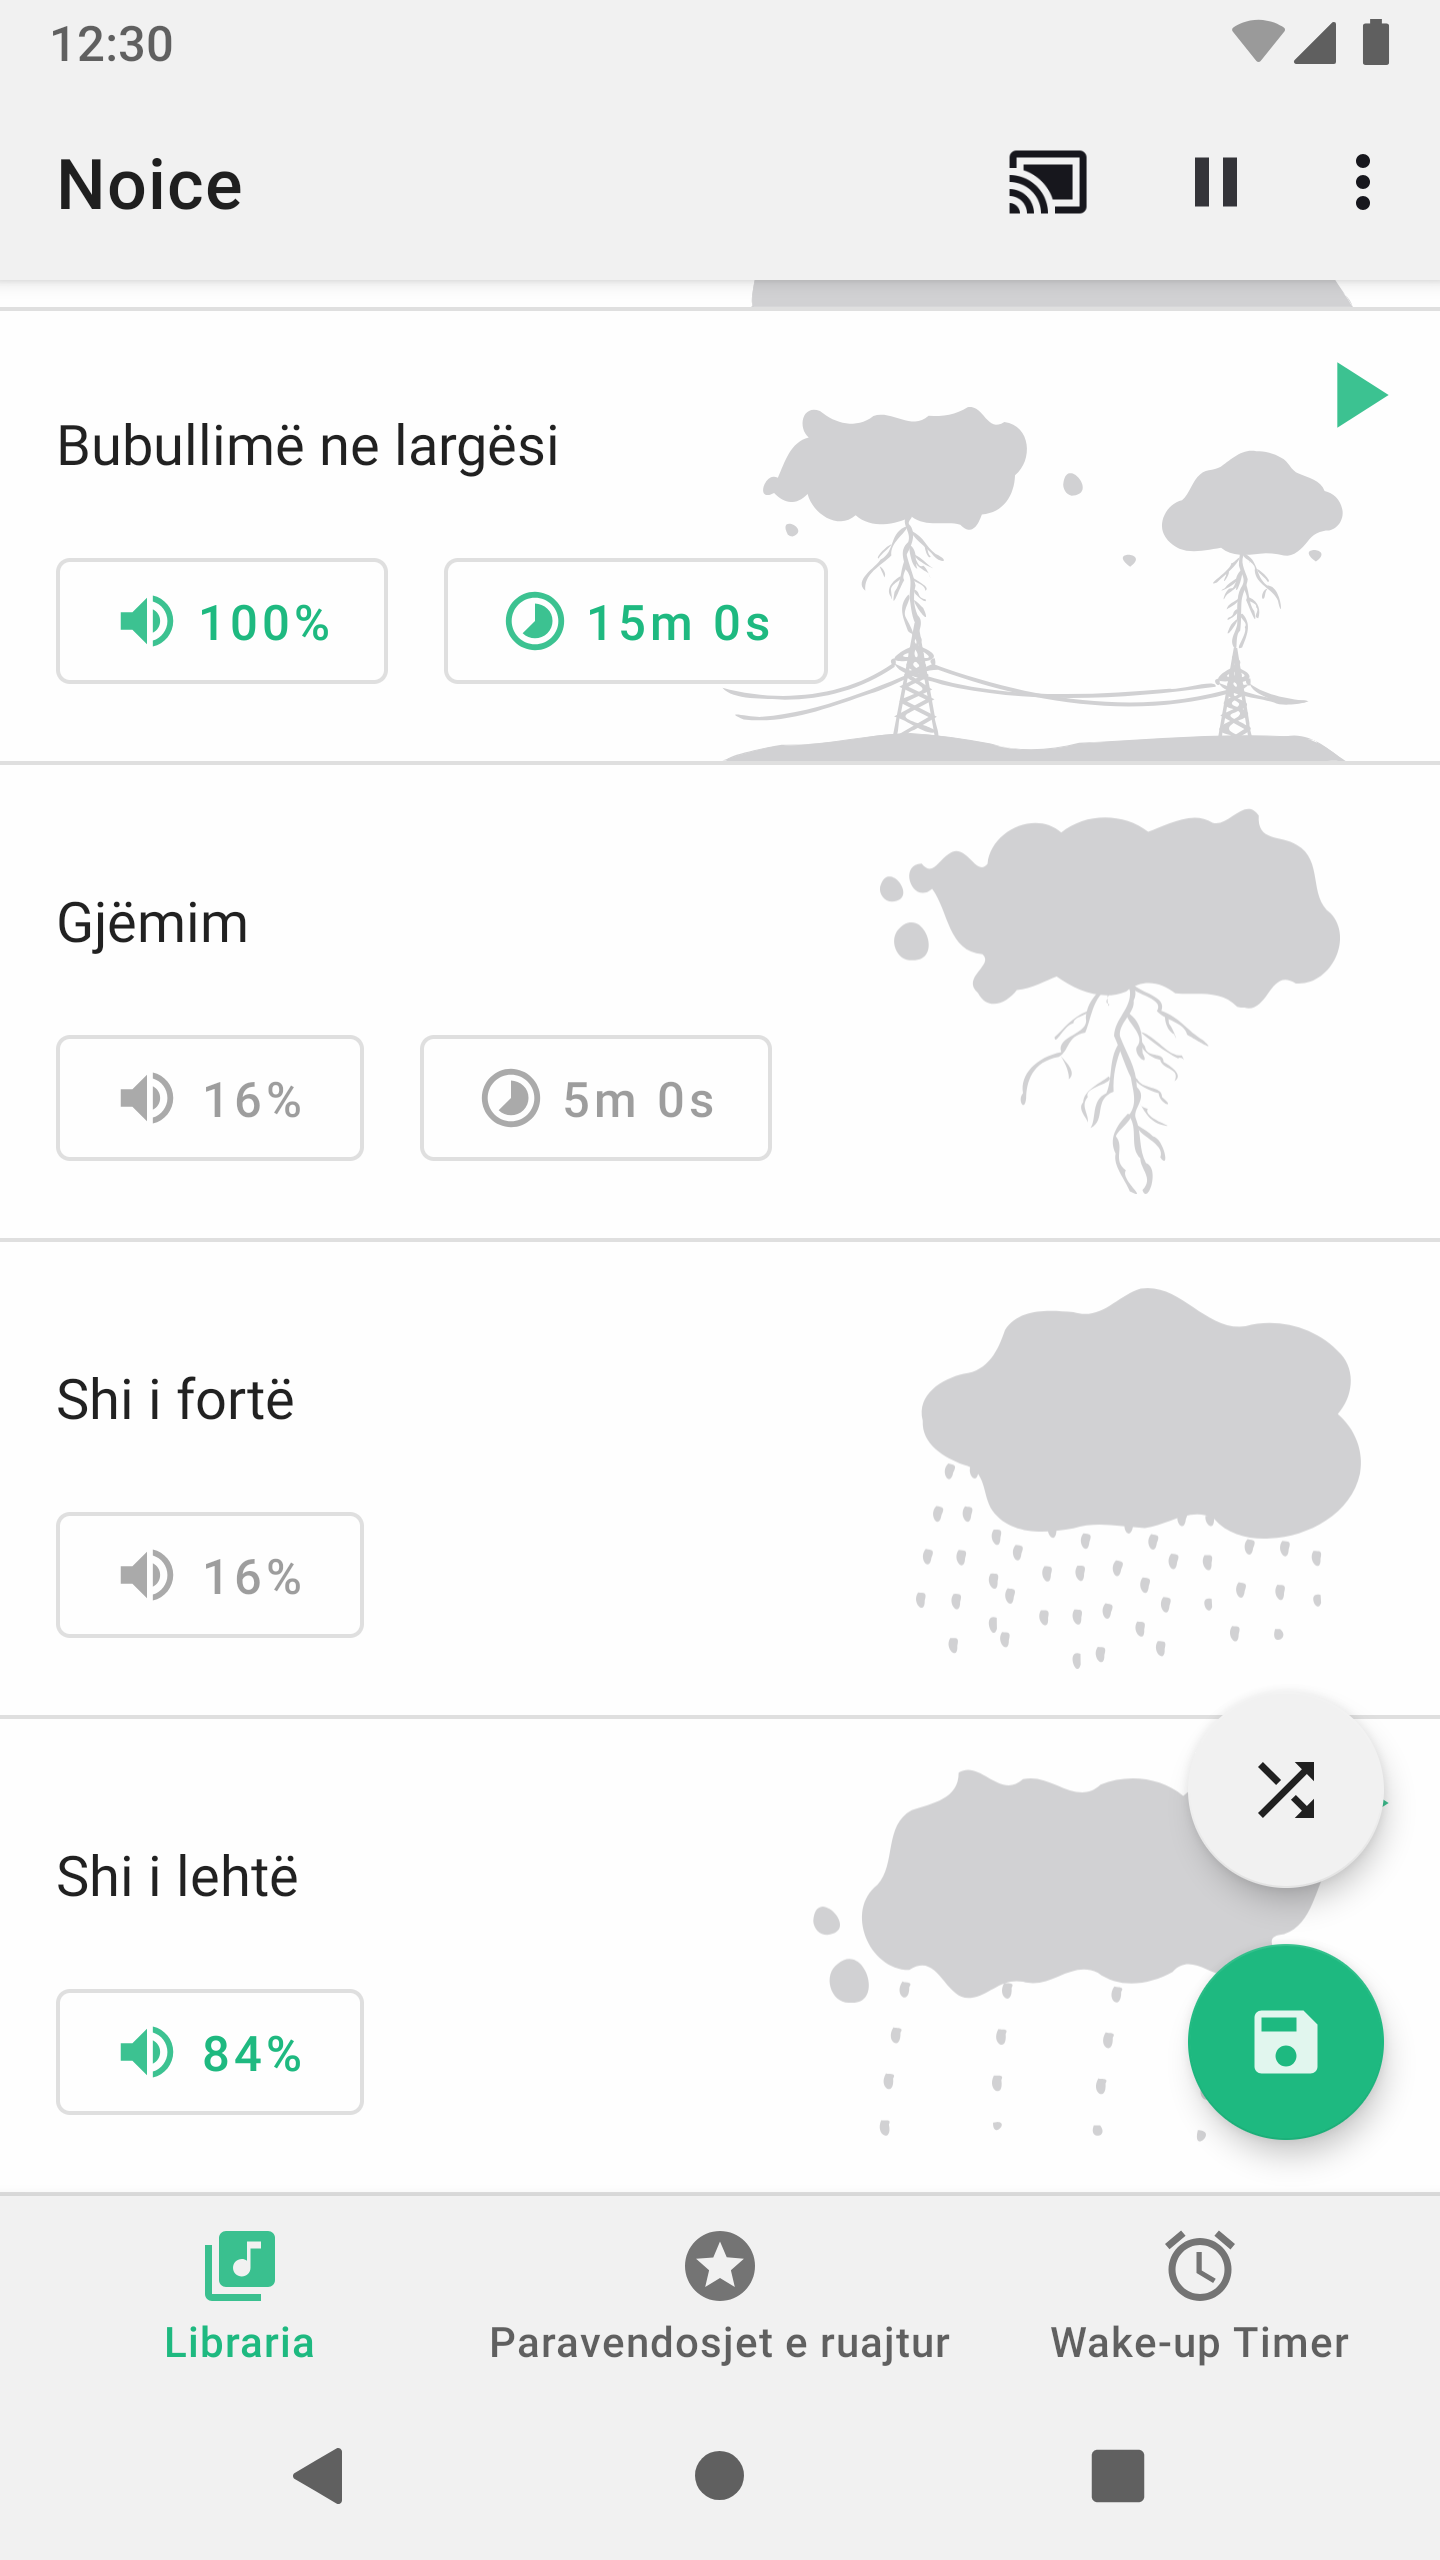 12:30
Noice
Bubullimë ne largësi
100%
15m 0s
Gjëmim
16%
5m 0s
Shi i fortë
16%
Shi i lehtë
84%
Libraria
Paravendosjet e ruajtur
Wake-up Timer